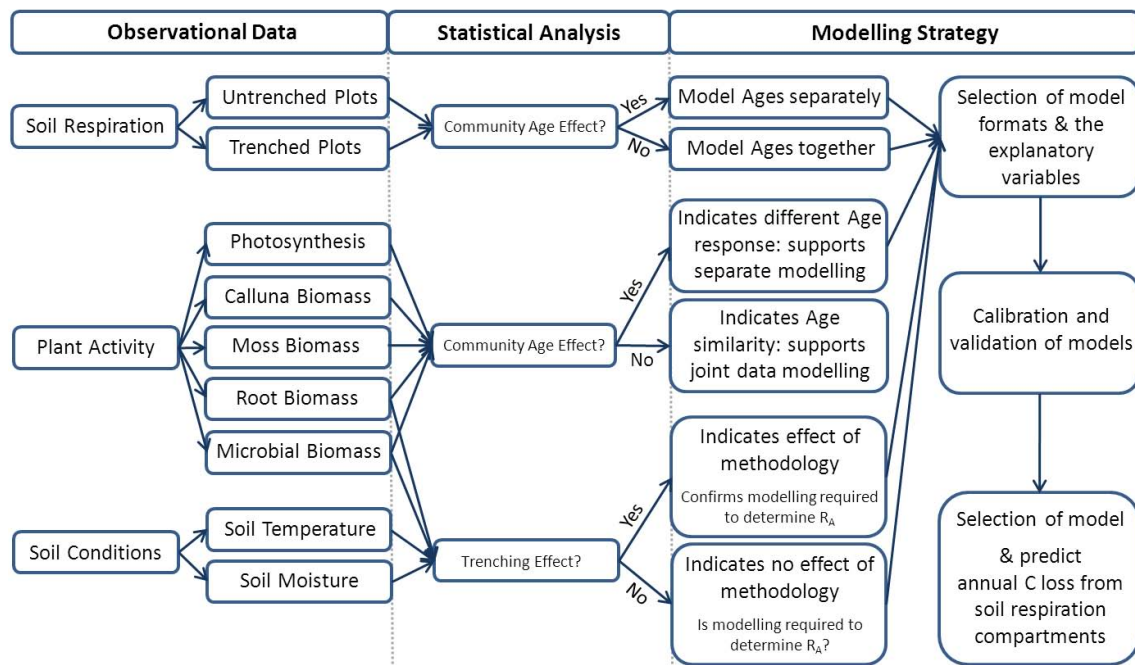 Observational Data
Statistical Analysis
Modelling Strategy
Soil Respiration
Untrenched Plots
Trenched Plots
Community Age Effect?
Yes
No
Model Ages separately
Model Ages together
Selection of model
formats & the
explanatory
variables
Plant Activity
Photosynthesis
Calluna Biomass
Moss Biomass
Root Biomass
Microbial Biomass
Community Age Effect?
Yes
No
Indicates different Age
response: supports
separate modelling
Indicates Age
similarity: supports
joint data modelling
Calibration and
validation of models
Soil Conditions
Soil Temperature
Soil Moisture
Trenching Effect?
Yes
No
Indicates effect of
methodology
Confirms modelling required
to determine R_A
Indicates no effect of
methodology
Is modelling required to
determine R_A?
Selection of model
& predict
annual C loss from
soil respiration
compartments